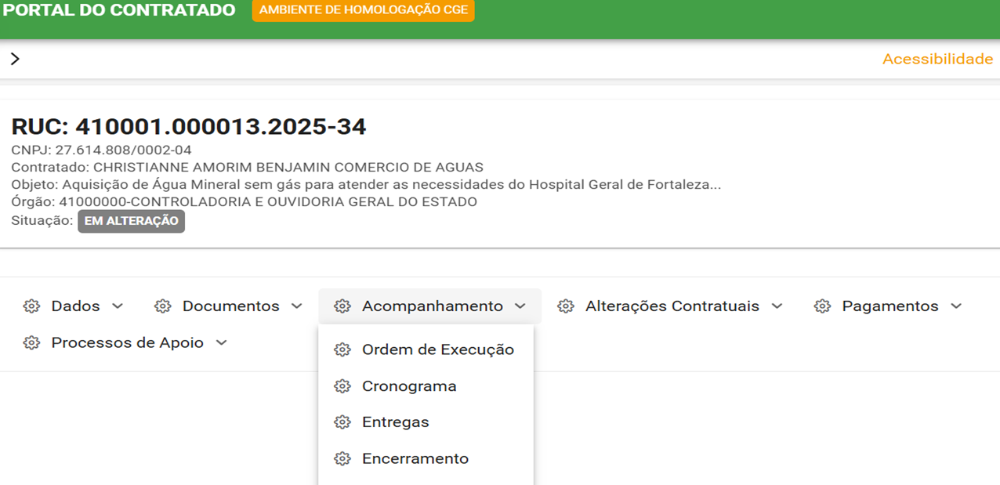 PORTAL DO CONTRATADO AMBIENTE DE HOMOLOGAÇÃO CGE
Acessibilidade
RUC: 410001.000013.2025-34
CNPJ: 27.614.808/0002-04
Contratado: CHRISTIANNE AMORIM BENJAMIN COMERCIO DE AGUAS
Objeto: Aquisição de Água Mineral sem gás para atender as necessidades do Hospital Geral de Fortaleza...
Órgão: 41000000-CONTROLADORIA E OUVIDORIA GERAL DO ESTADO
Situação: EM ALTERAÇÃO
Dados Documentos Acompanhamento Alterações Contratuais Pagamentos
Processos de Apoio
Ordem de Execução
Cronograma
Entregas
Encerramento